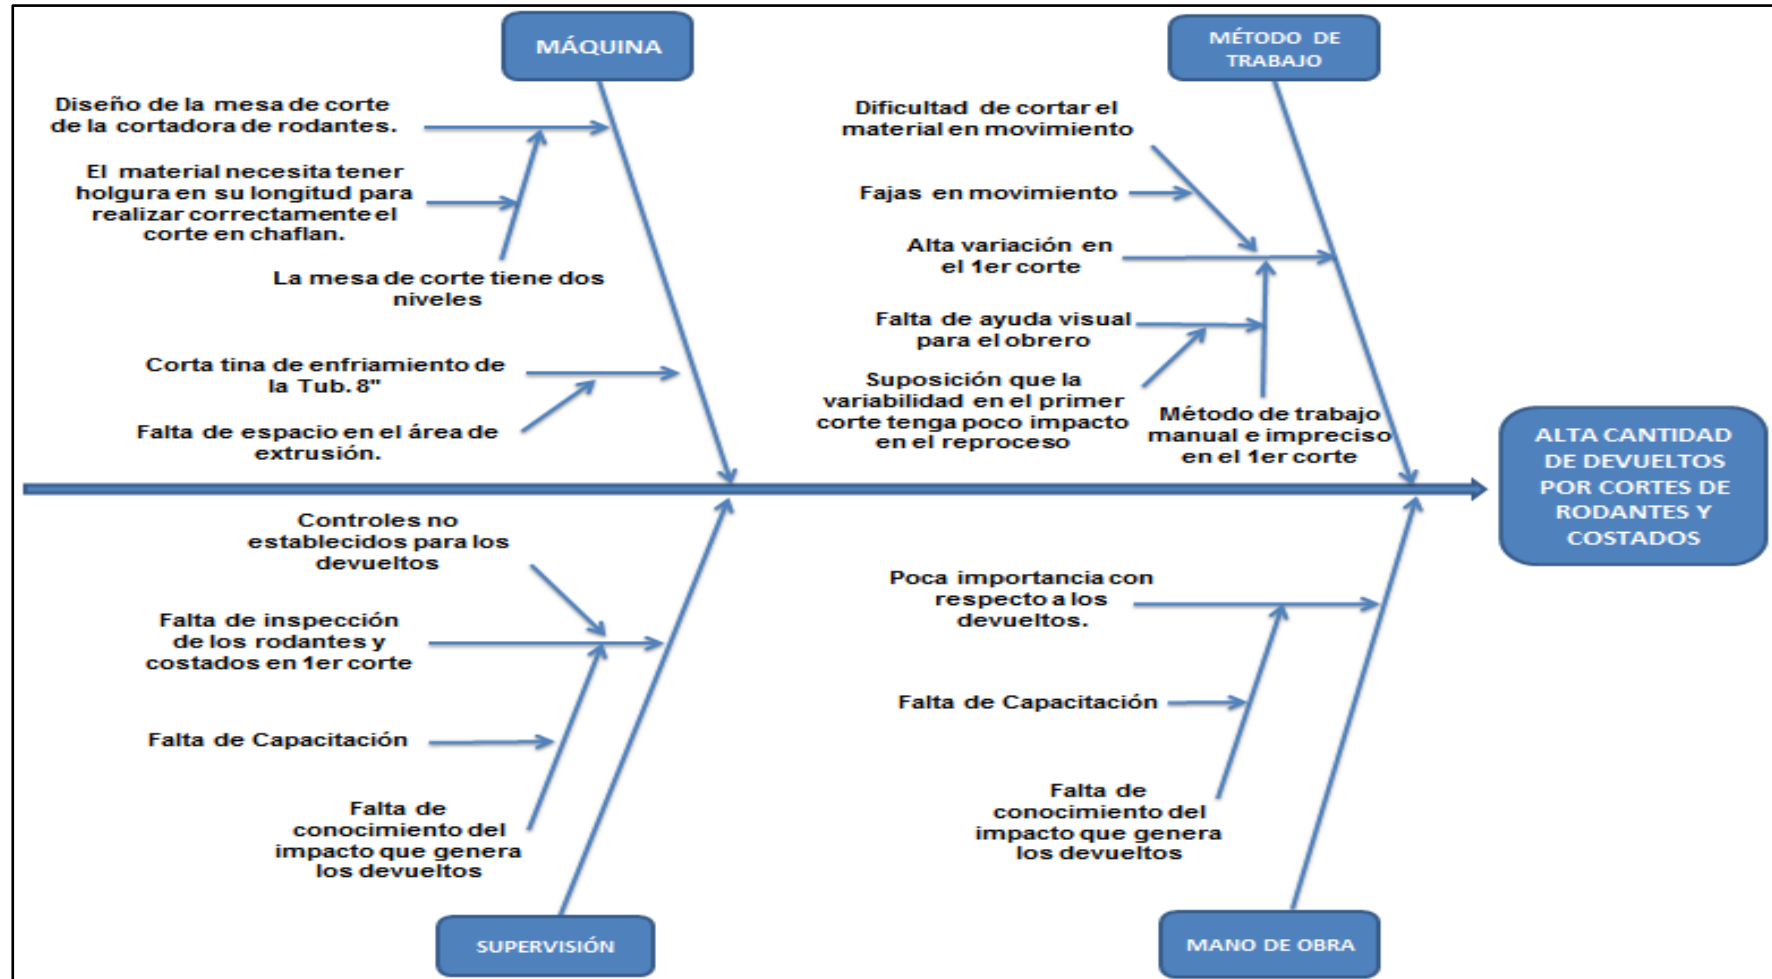 MÁQUINA
Diseño de la mesa de corte
de la cortadora de rodantes.
El material necesita tener
holgura en su longitud para
realizar correctamente el
corte en chaflan.
La mesa de corte tiene dos
niveles
Corta tina de enfriamiento de
la Tub. 8"
Falta de espacio en el área de
extrusión.
MÉTODO DE
TRABAJO
Dificultad de cortar el
material en movimiento
Fajas en movimiento
Alta variación en
el 1er corte
Falta de ayuda visual
para el obrero
Suposición que la
variabilidad en el primer
corte tenga poco impacto
en el reproceso
Método de trabajo
manual e impreciso
en el 1er corte
ALTA CANTIDAD
DE DEVUELTOS
POR CORTES DE
RODANTES Y
COSTADOS
Controles no
establecidos para los
devueltos
Falta de inspección
de los rodantes y
costados en 1er corte
Falta de Capacitación
Falta de
conocimiento del
impacto que genera
los devueltos
SUPERVISIÓN
Poca importancia con
respecto a los
devueltos.
Falta de Capacitación
Falta de
conocimiento del
impacto que genera
los devueltos
MANO DE OBRA